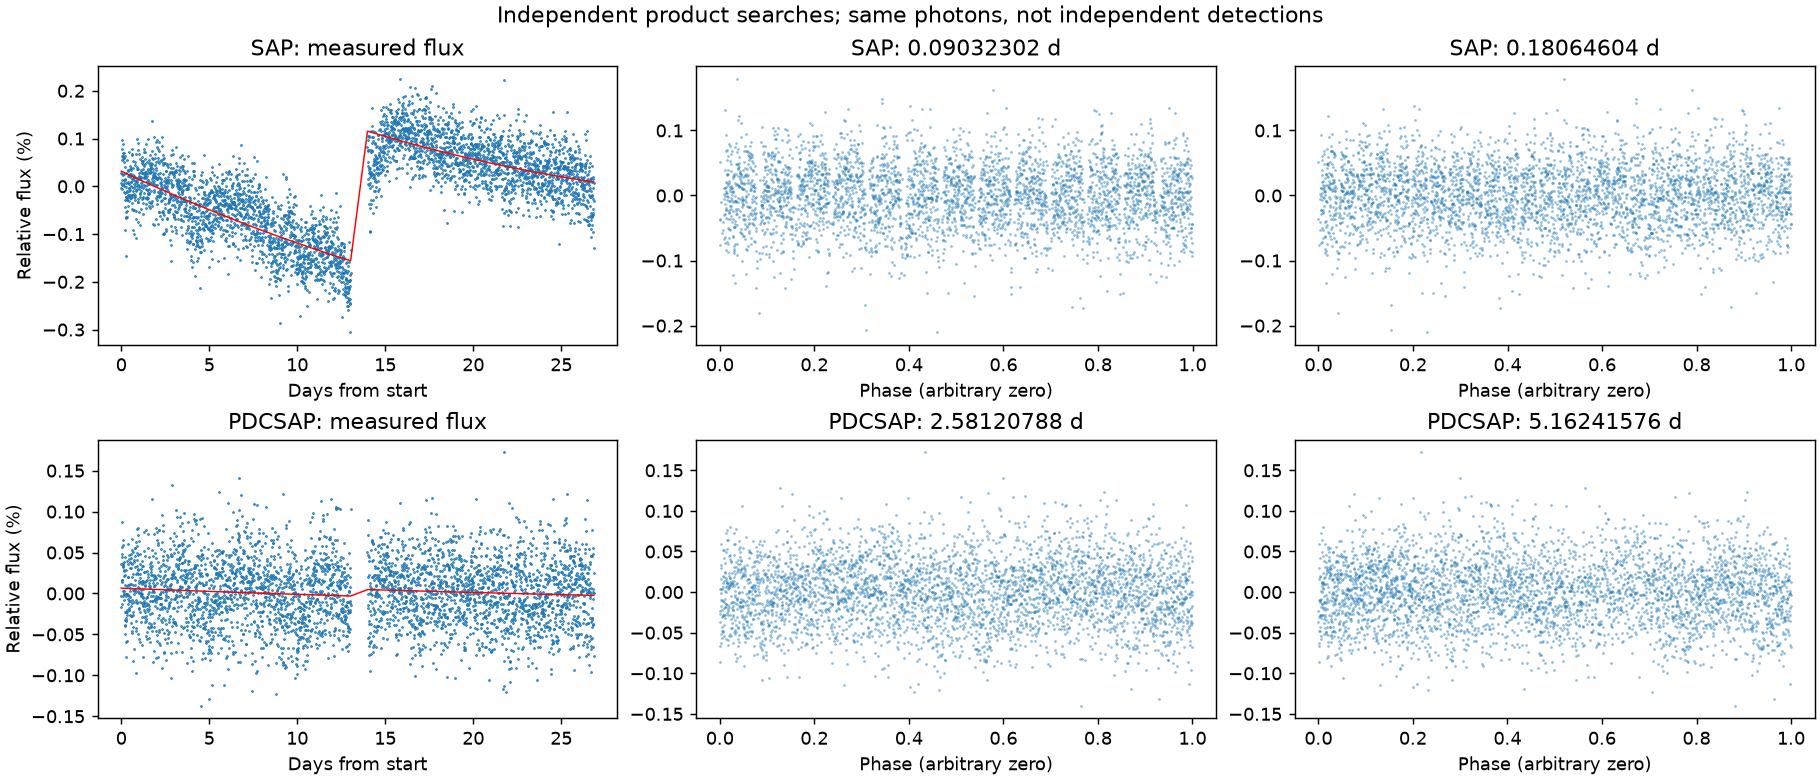 Independent product searches; same photons, not independent detections
SAP: measured flux
SAP: 0.09032302 d
SAP: 0.18064604 d
Relative flux (%)
0.2
0.1
0.0
−0.1
−0.2
−0.3
0 5 10 15 20 25
Days from start
0.1
0.0
−0.1
−0.2
0.0 0.2 0.4 0.6 0.8 1.0
Phase (arbitrary zero)
0.1
0.0
−0.1
−0.2
0.0 0.2 0.4 0.6 0.8 1.0
Phase (arbitrary zero)
PDCSAP: measured flux
PDCSAP: 2.58120788 d
PDCSAP: 5.16241576 d
Relative flux (%)
0.15
0.10
0.05
0.00
−0.05
−0.10
−0.15
0 5 10 15 20 25
Days from start
0.15
0.10
0.05
0.00
−0.05
−0.10
−0.15
0.0 0.2 0.4 0.6 0.8 1.0
Phase (arbitrary zero)
0.15
0.10
0.05
0.00
−0.05
−0.10
−0.15
0.0 0.2 0.4 0.6 0.8 1.0
Phase (arbitrary zero)